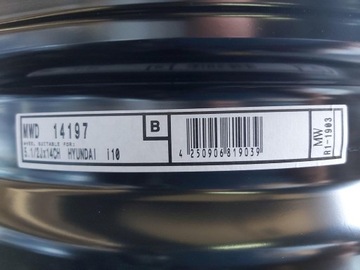 MWD 14197
WHEEL SUITABLE FOR:
5.1/2Jx14CH HYUNDAI i10
B
4 250906 819039
MW
R1-1903